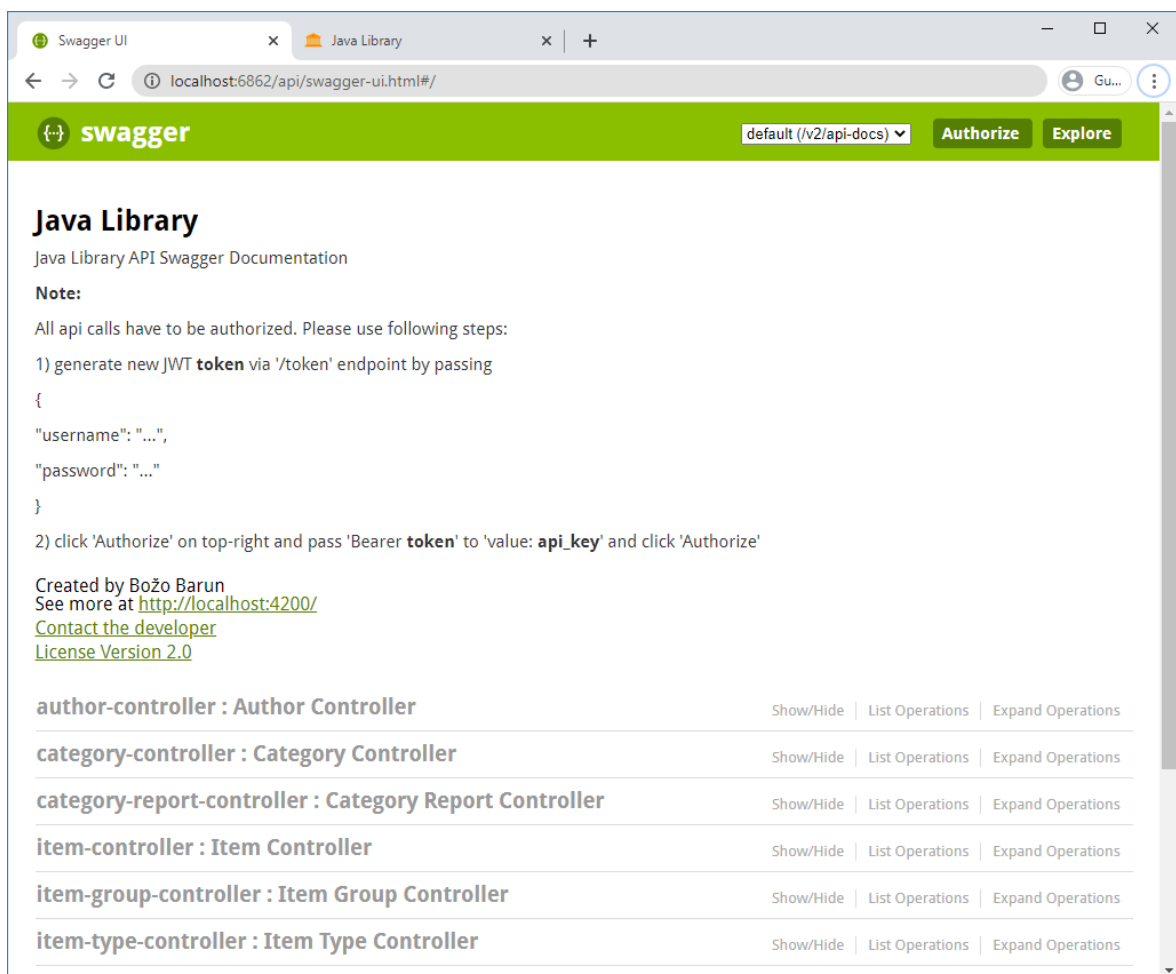 Swagger UI
Java Library
localhost:6862/api/swagger-ui.html#/
Gu...
swagger
default (/v2/api-docs)
Authorize
Explore
Java Library
Java Library API Swagger Documentation
Note:
All api calls have to be authorized. Please use following steps:
1) generate new JWT token via '/token' endpoint by passing
{
"username": "...",
"password": "..."
}
2) click 'Authorize' on top-right and pass 'Bearer token' to 'value: api_key' and click 'Authorize'
Created by Božo Barun
See more at http://localhost:4200/
Contact the developer
License Version 2.0
author-controller : Author Controller Show/Hide List Operations Expand Operations
category-controller : Category Controller Show/Hide List Operations Expand Operations
category-report-controller : Category Report Controller Show/Hide List Operations Expand Operations
item-controller : Item Controller Show/Hide List Operations Expand Operations
item-group-controller : Item Group Controller Show/Hide List Operations Expand Operations
item-type-controller : Item Type Controller Show/Hide List Operations Expand Operations